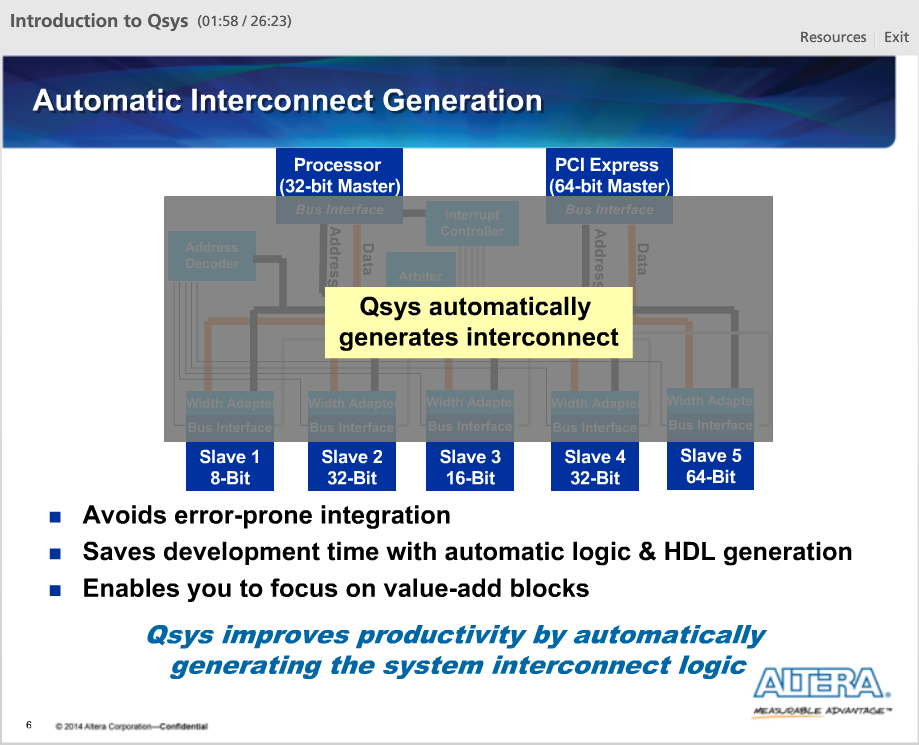 Introduction to Qsys (01:58 / 26:23)
Resources
Exit
Automatic Interconnect Generation
Processor
(32-bit Master)
PCI Express
(64-bit Master)
Bus Interface
Bus Interface
Interrupt
Controller
Address
Decoder
Address
Data
Address
Data
Arbiter
Qsys automatically
generates interconnect
Width Adapte
Width Adapte
Width Adapte
Width Adapte
Width Adapte
Bus Interface
Bus Interface
Bus Interface
Bus Interface
Bus Interface
Slave 1
8-Bit
Slave 2
32-Bit
Slave 3
16-Bit
Slave 4
32-Bit
Slave 5
64-Bit
Avoids error-prone integration
Saves development time with automatic logic & HDL generation
Enables you to focus on value-add blocks
Qsys improves productivity by automatically
generating the system interconnect logic
ALTERA®
MEASURABLE ADVANTAGE™
6
© 2014 Altera Corporation—Confidential